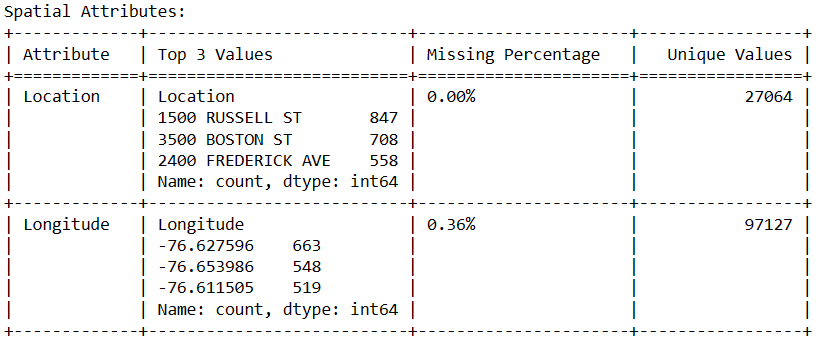 Spatial Attributes:
+-------------+---------------------------+----------------------+-----------------+
| Attribute   | Top 3 Values              | Missing Percentage   |   Unique Values |
+=============+===========================+======================+=================+
| Location    | Location                  | 0.00%                |           27064 |
|             | 1500 RUSSELL ST       847 |                      |                 |
|             | 3500 BOSTON ST        708 |                      |                 |
|             | 2400 FREDERICK AVE    558 |                      |                 |
|             | Name: count, dtype: int64 |                      |                 |
+-------------+---------------------------+----------------------+-----------------+
| Longitude   | Longitude                 | 0.36%                |           97127 |
|             | -76.627596    663         |                      |                 |
|             | -76.653986    548         |                      |                 |
|             | -76.611505    519         |                      |                 |
|             | Name: count, dtype: int64 |                      |                 |
+-------------+---------------------------+----------------------+-----------------+